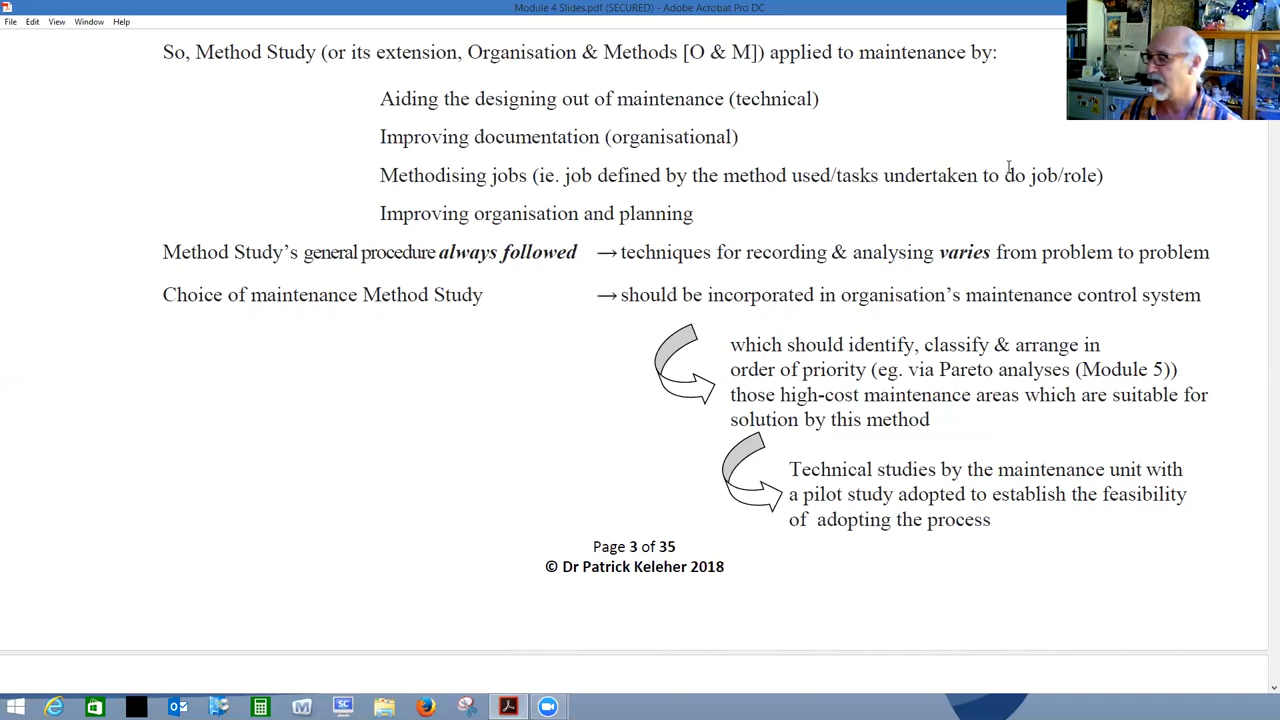 Module 4 Slides.pdf (SECURED) - Adobe Acrobat Pro DC
File Edit View Window Help
So, Method Study (or its extension, Organisation & Methods [O & M]) applied to maintenance by:
Aiding the designing out of maintenance (technical)
Improving documentation (organisational)
Methodising jobs (ie. job defined by the method used/tasks undertaken to do job/role)
Improving organisation and planning
Method Study's general procedure always followed → techniques for recording & analysing varies from problem to problem
Choice of maintenance Method Study → should be incorporated in organisation's maintenance control system
which should identify, classify & arrange in
order of priority (eg. via Pareto analyses (Module 5))
those high-cost maintenance areas which are suitable for
solution by this method
Technical studies by the maintenance unit with
a pilot study adopted to establish the feasibility
of adopting the process
Page 3 of 35
© Dr Patrick Keleher 2018